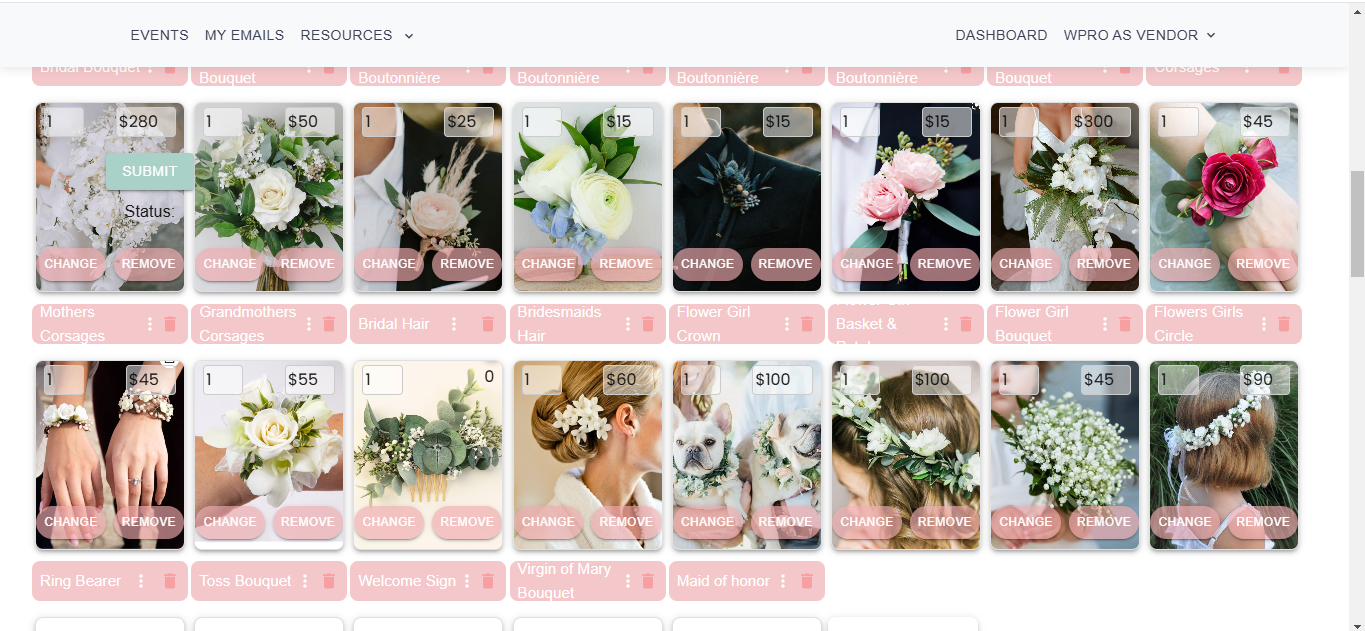 EVENTS MY EMAILS RESOURCES DASHBOARD WPRO AS VENDOR
Bridal Bouquet Bouquet Boutonnière Boutonnière Boutonnière Boutonnière Bouquet Corsages
1 $280 1 $50 1 $25 1 $15 1 $15 1 $15 1 $300 1 $45
SUBMIT
Status:
CHANGE REMOVE CHANGE REMOVE CHANGE REMOVE CHANGE REMOVE CHANGE REMOVE CHANGE REMOVE CHANGE REMOVE CHANGE REMOVE
Mothers Corsages
Grandmothers Corsages
Bridal Hair
Bridesmaids Hair
Flower Girl Crown
Flower Girl Basket &
Flower Girl Bouquet
Flowers Girls Circle
1 $45 1 $55 1 0 1 $60 1 $100 1 $100 1 $45 1 $90
CHANGE REMOVE CHANGE REMOVE CHANGE REMOVE CHANGE REMOVE CHANGE REMOVE CHANGE REMOVE CHANGE REMOVE CHANGE REMOVE
Ring Bearer
Toss Bouquet
Welcome Sign
Virgin of Mary Bouquet
Maid of honor